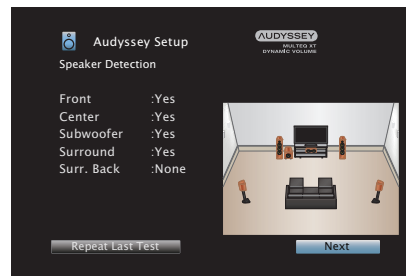 Audyssey Setup
AUDYSSEY
MULTEQ XT
DYNAMIC VOLUME
Speaker Detection
Front :Yes
Center :Yes
Subwoofer :Yes
Surround :Yes
Surr. Back :None
Repeat Last Test
Next